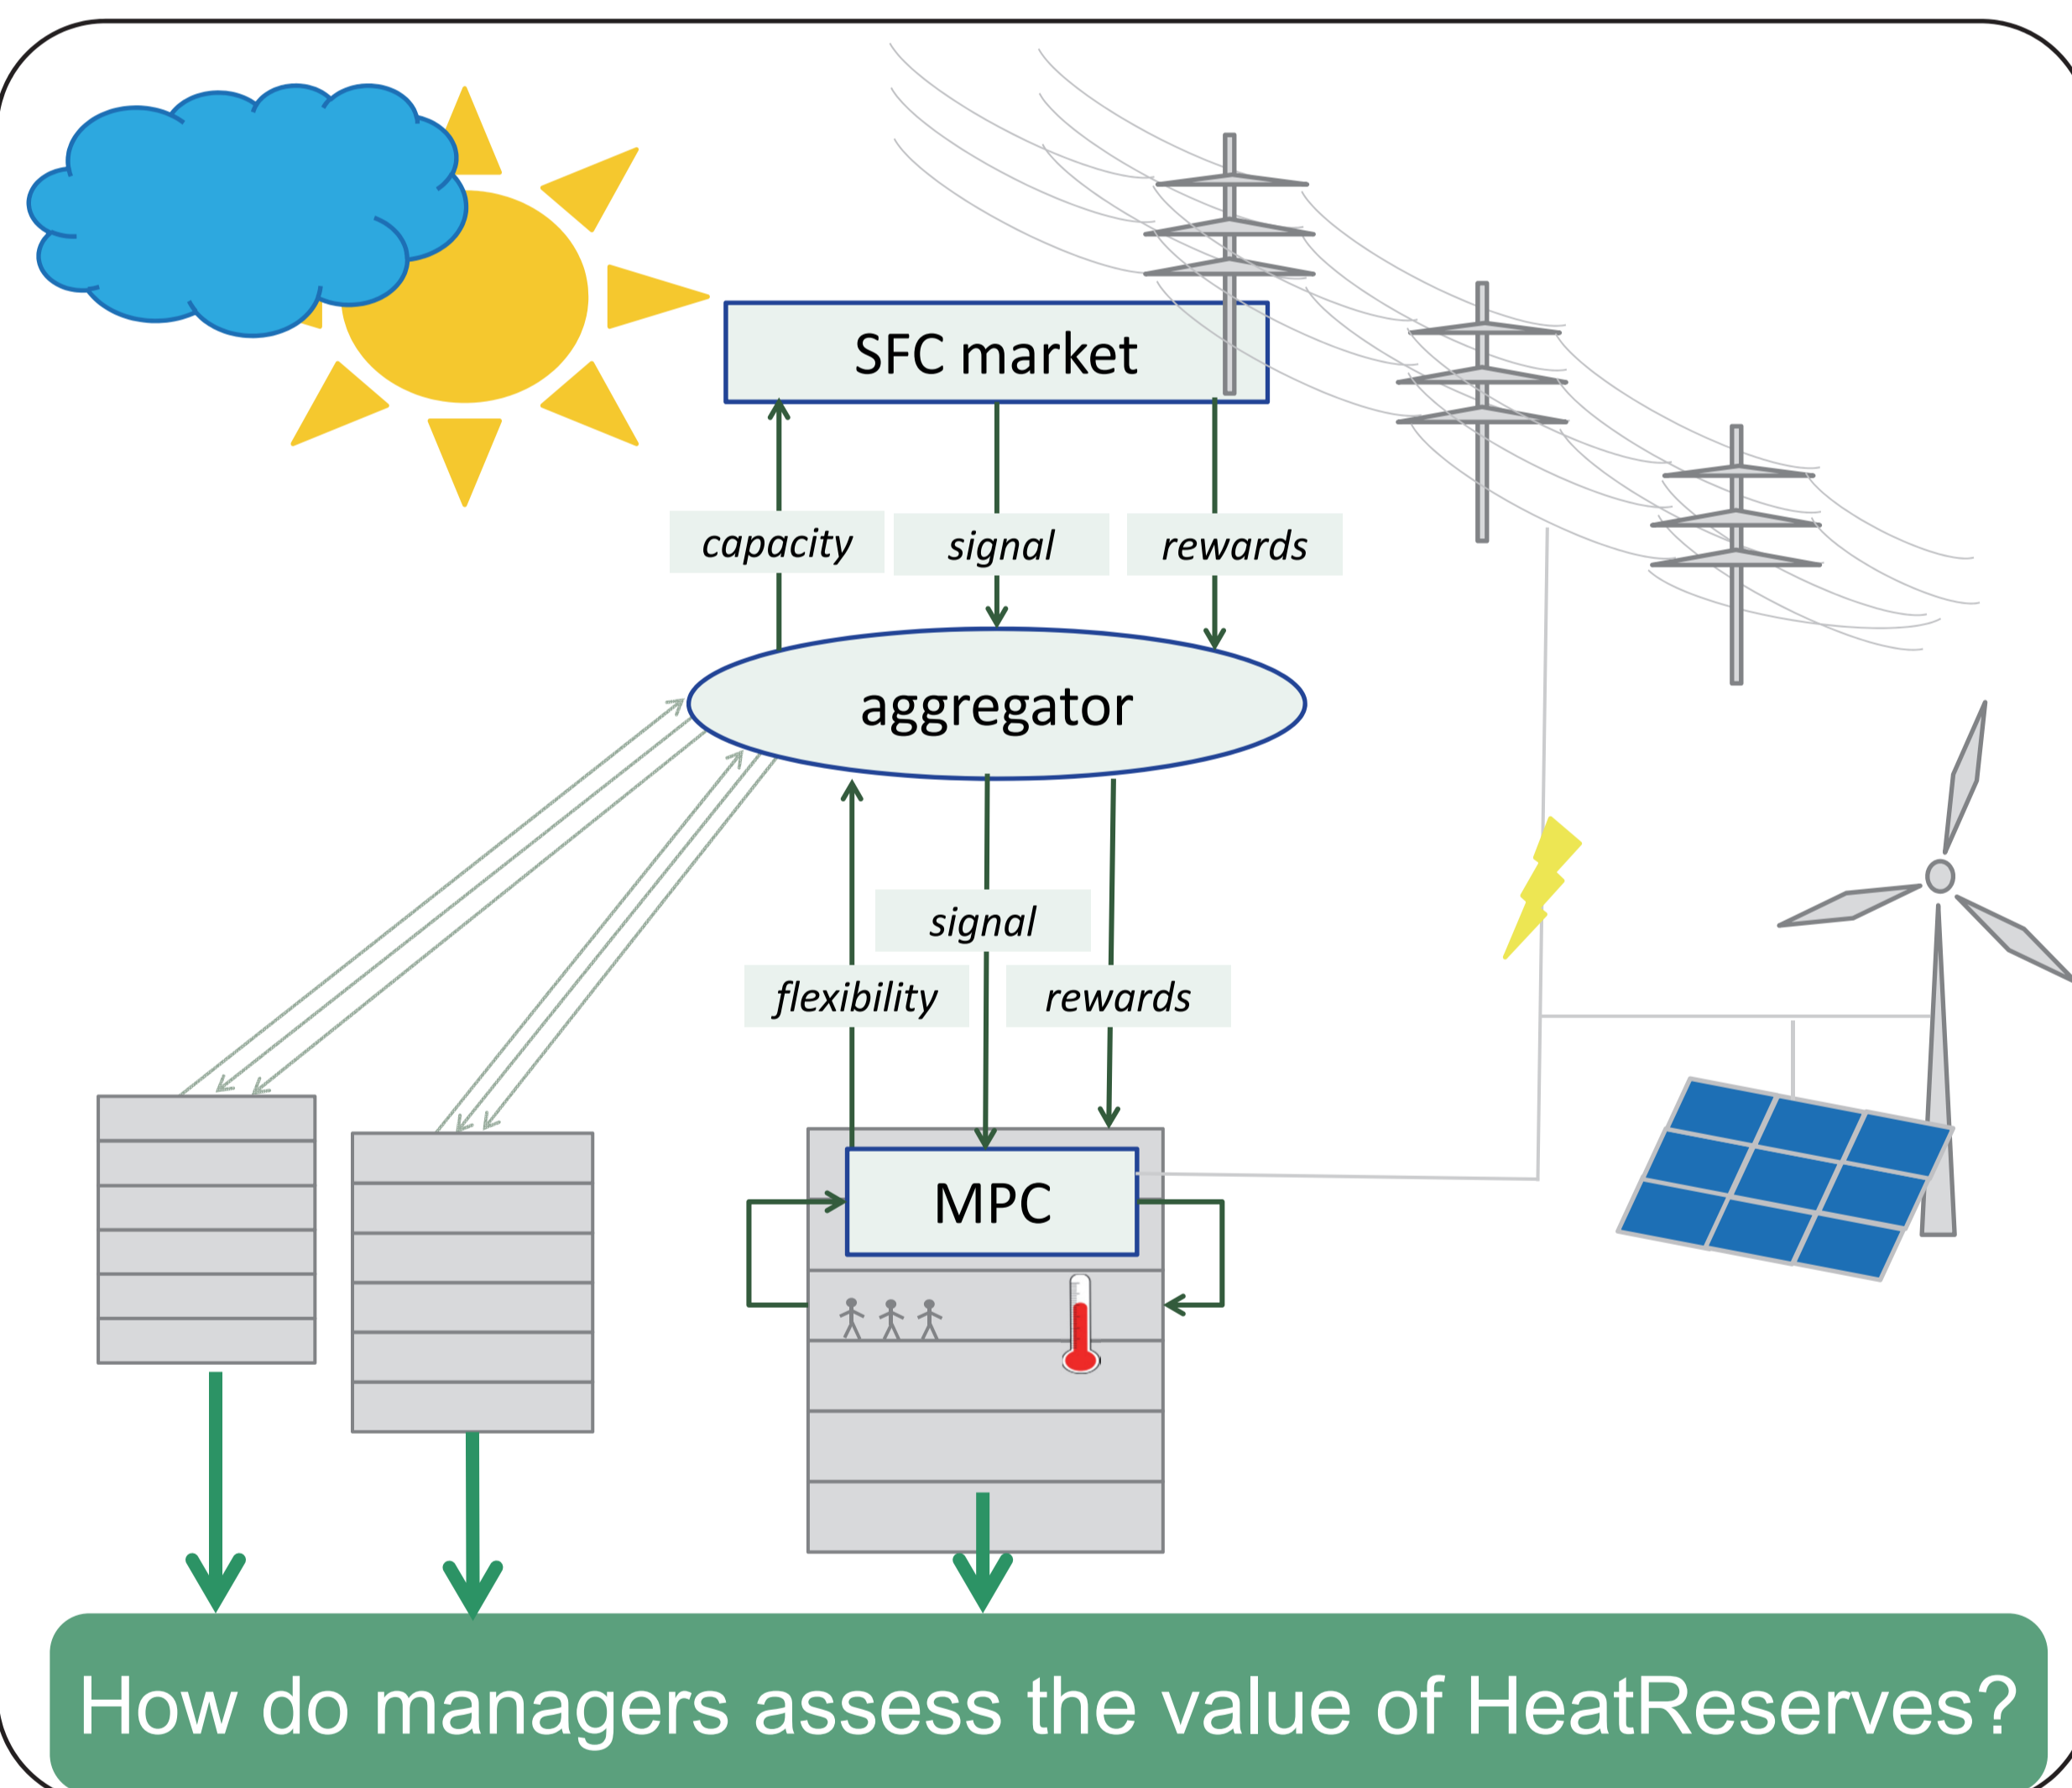 SFC market
capacity
signal
rewards
aggregator
signal
flexibility
rewards
MPC
How do managers assess the value of HeatReserves?